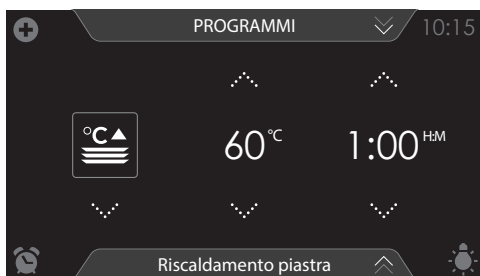 PROGRAMMI
10:15
°C
60°C
1:00 H:M
Riscaldamento piastra